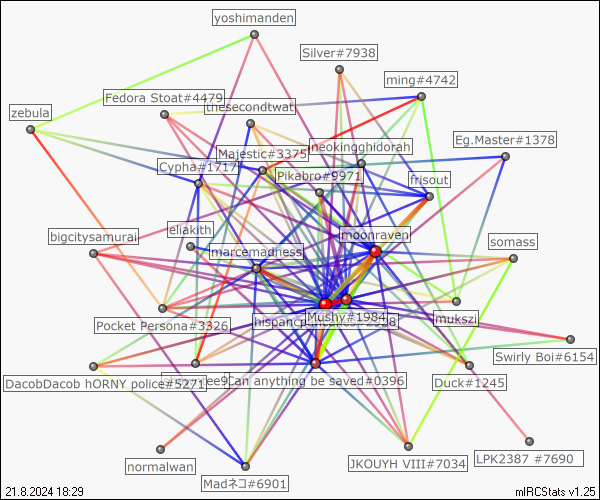 yoshimanden
Silver#7938
ming#4742
Fedora Stoat#4479
thesecondtwat
zebula
Eg.Master#1378
neokingghidorah
Majestic#3375
Cypha#1717
Pikabro#9971
frisout
eliakith
moonraven
bigcitysamurai
somass
marcemadness
Mushy#1984
Pocket Persona#3326
mukszi
Swirly Boi#6154
DacobDacob hORNY police#5271
Can anything be saved#0396
Duck#1245
normalwan
JKOUYH VIII#7034
LPK2387 #7690
Madネコ#6901
21.8.2024 18:29
mIRCStats v1.25